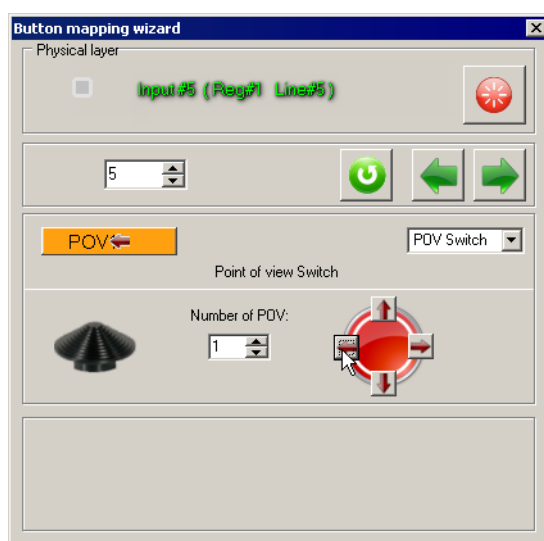 Button mapping wizard
Physical layer
Input #5 ( Reg#1 Line#5 )
5
POV1
POV Switch
Point of view Switch
Number of POV:
1